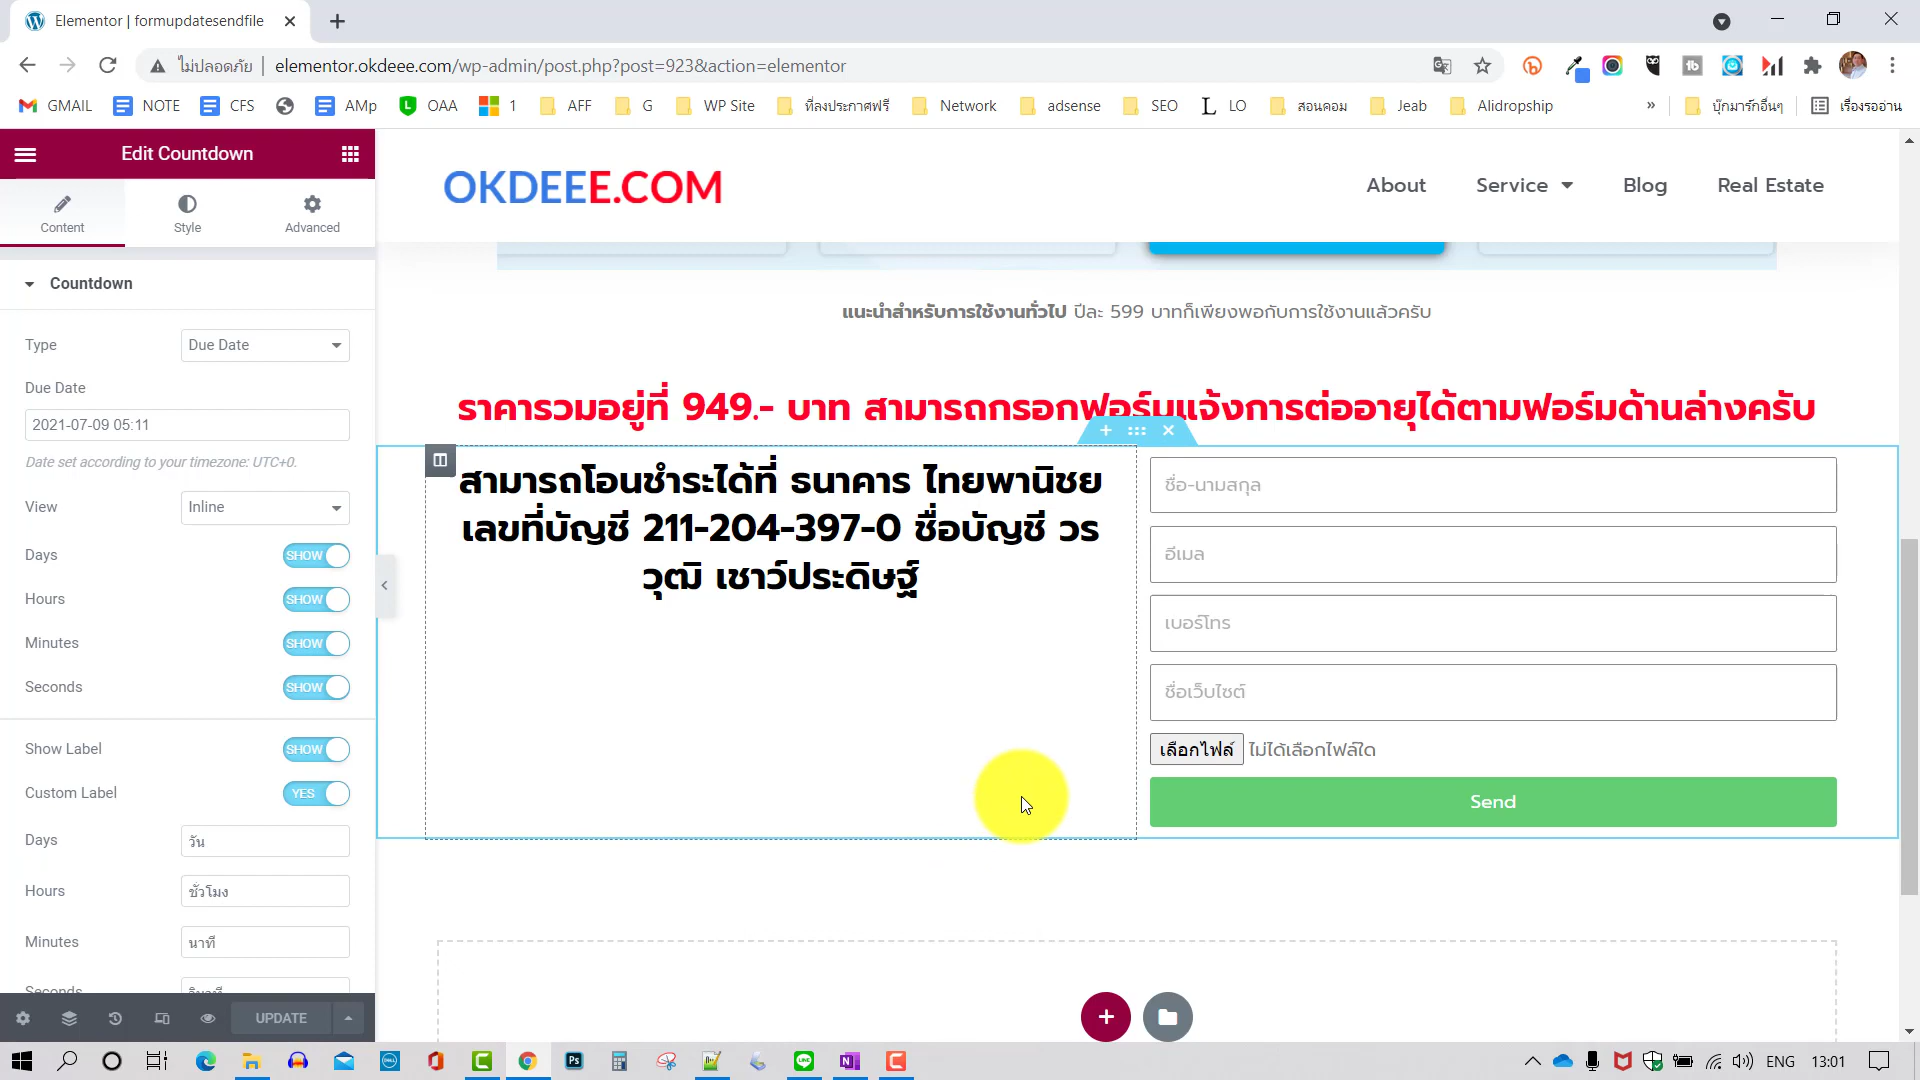 Elementor | formupdatesendfile
ไม่ปลอดภัย | elementor.okdeee.com/wp-admin/post.php?post=923&action=elementor
GMAIL NOTE CFS AMp OAA 1 AFF G WP Site ที่ลงประกาศฟรี Network adsense SEO LO สอนคอม Jeab Alidropship » บุ๊กมาร์กอื่นๆ เรื่องรออ่าน
Edit Countdown
Content Style Advanced
Countdown
Type Due Date
Due Date
2021-07-09 05:11
Date set according to your timezone: UTC+0.
View Inline
Days SHOW
Hours SHOW
Minutes SHOW
Seconds SHOW
Show Label SHOW
Custom Label YES
Days วัน
Hours ชั่วโมง
Minutes นาที
Seconds วินาที
UPDATE
OKDEEE.COM
About Service Blog Real Estate
แนะนำสำหรับการใช้งานทั่วไป ปีละ 599 บาทก็เพียงพอกับการใช้งานแล้วครับ
ราคารวมอยู่ที่ 949.- บาท สามารถกรอกฟอร์มแจ้งการต่ออายุได้ตามฟอร์มด้านล่างครับ
สามารถโอนชำระได้ที่ ธนาคาร ไทยพานิชย
เลขที่บัญชี 211-204-397-0 ชื่อบัญชี วร
วุฒิ เชาว์ประดิษฐ์
ชื่อ-นามสกุล
อีเมล
เบอร์โทร
ชื่อเว็บไซต์
เลือกไฟล์ ไม่ได้เลือกไฟล์ใด
Send
ENG 13:01